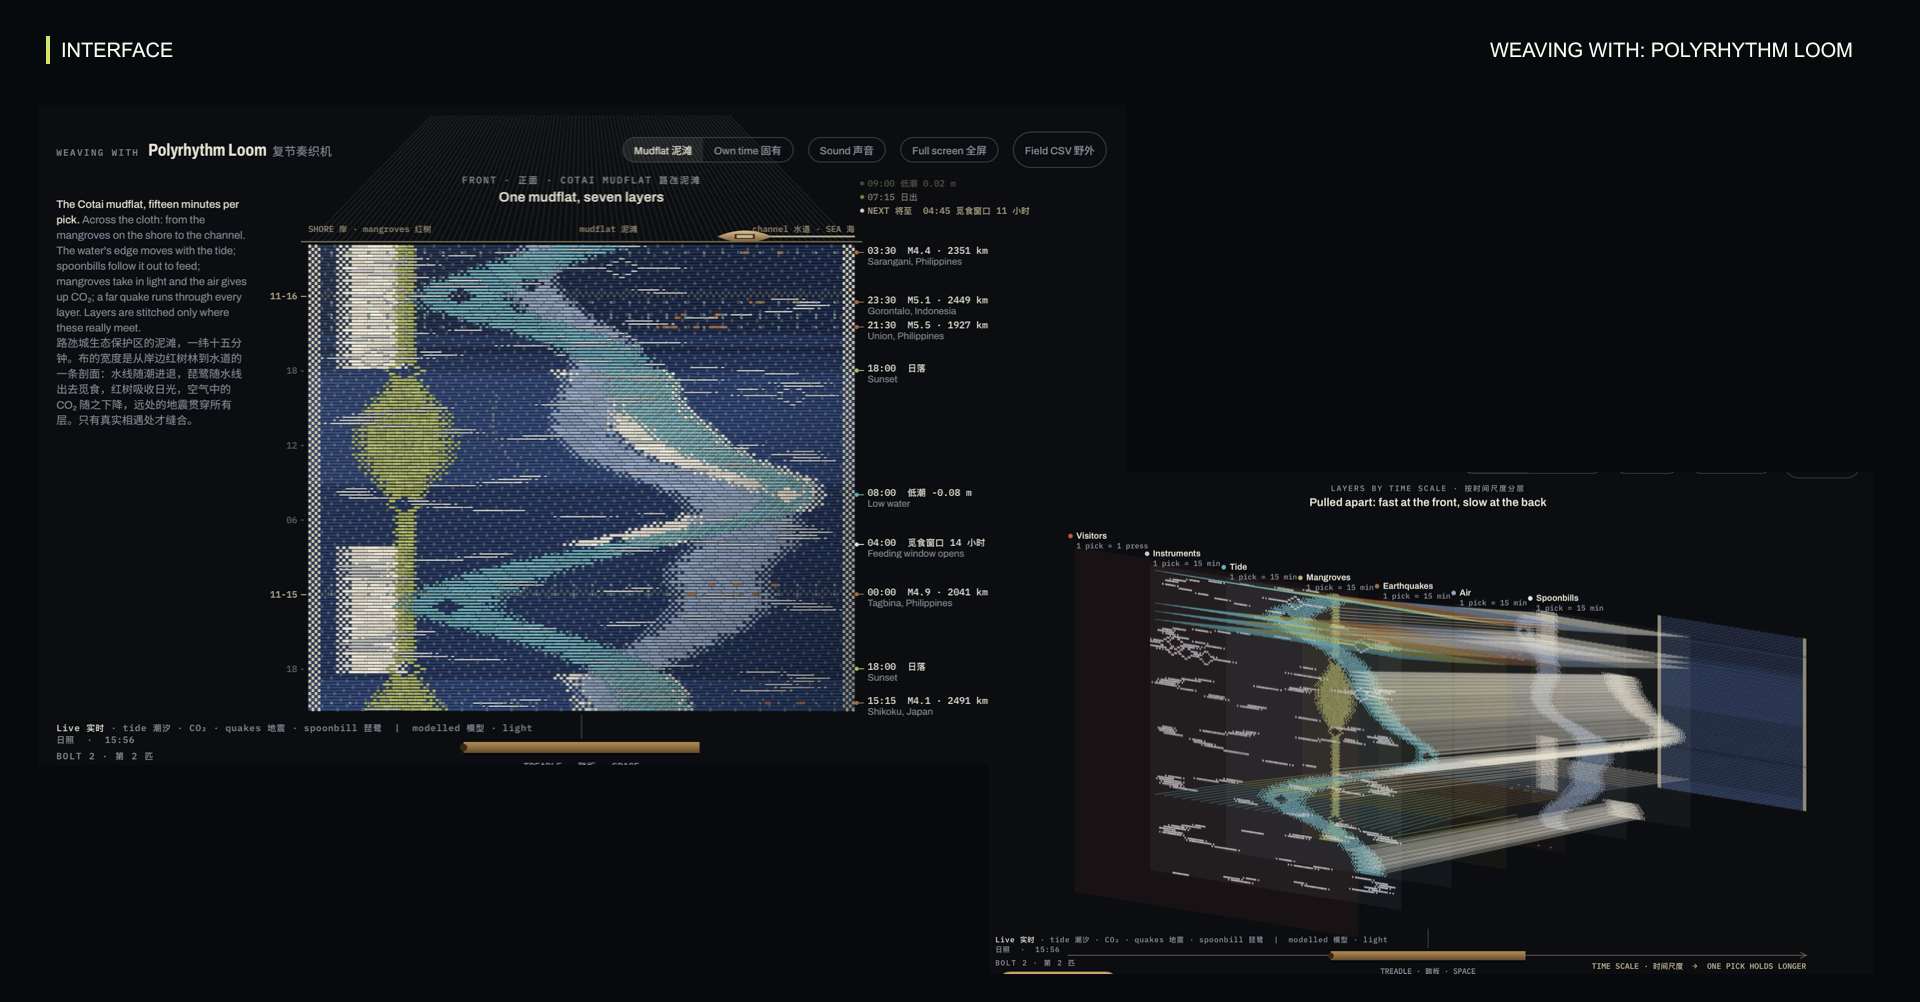 INTERFACE
WEAVING WITH: POLYRHYTHM LOOM
WEAVING WITH Polyrhythm Loom 复节奏织机
Mudflat 泥滩
Own time 固有
Sound 声音
Full screen 全屏
Field CSV 野外
FRONT · 正面 · COTAI MUDFLAT 路氹泥滩
One mudflat, seven layers
The Cotai mudflat, fifteen minutes per
pick. Across the cloth: from the
mangroves on the shore to the channel.
The water's edge moves with the tide;
spoonbills follow it out to feed;
mangroves take in light and the air gives
up CO₂; a far quake runs through every
layer. Layers are stitched only where
these really meet.
路氹城生态保护区的泥滩，一纬十五分
钟。布的宽度是从岸边红树林到水道的
一条剖面：水线随潮进退，琵鹭随水线
出去觅食，红树吸收日光，空气中的
CO₂ 随之下降，远处的地震贯穿所有
层。只有真实相遇处才缝合。
SHORE 岸 · mangroves 红树
mudflat 泥滩
channel 水道 · SEA 海
09:00 低潮 0.02 m
07:15 日出
NEXT 将至 04:45 觅食窗口 11 小时
03:30 M4.4 · 2351 km
Sarangani, Philippines
11-16
23:30 M5.1 · 2449 km
Gorontalo, Indonesia
21:30 M5.5 · 1927 km
Union, Philippines
18
18:00 日落
Sunset
12
08:00 低潮 -0.08 m
Low water
06
04:00 觅食窗口 14 小时
Feeding window opens
11-15
00:00 M4.9 · 2041 km
Tagbina, Philippines
18
18:00 日落
Sunset
15:15 M4.1 · 2491 km
Shikoku, Japan
Live 实时 · tide 潮汐 · CO₂ · quakes 地震 · spoonbill 琵鹭 | modelled 模型 · light
日照 · 15:56
BOLT 2 · 第 2 匹
TREADLE · 踏板 · SPACE
LAYERS BY TIME SCALE · 按时间尺度分层
Pulled apart: fast at the front, slow at the back
Visitors
1 pick = 1 press
Instruments
1 pick = 15 min
Tide
1 pick = 15 min
Mangroves
1 pick = 15 min
Earthquakes
1 pick = 15 min
Air
1 pick = 15 min
Spoonbills
1 pick = 15 min
Live 实时 · tide 潮汐 · CO₂ · quakes 地震 · spoonbill 琵鹭 | modelled 模型 · light
日照 · 15:56
BOLT 2 · 第 2 匹
TREADLE · 踏板 · SPACE
TIME SCALE · 时间尺度 → ONE PICK HOLDS LONGER